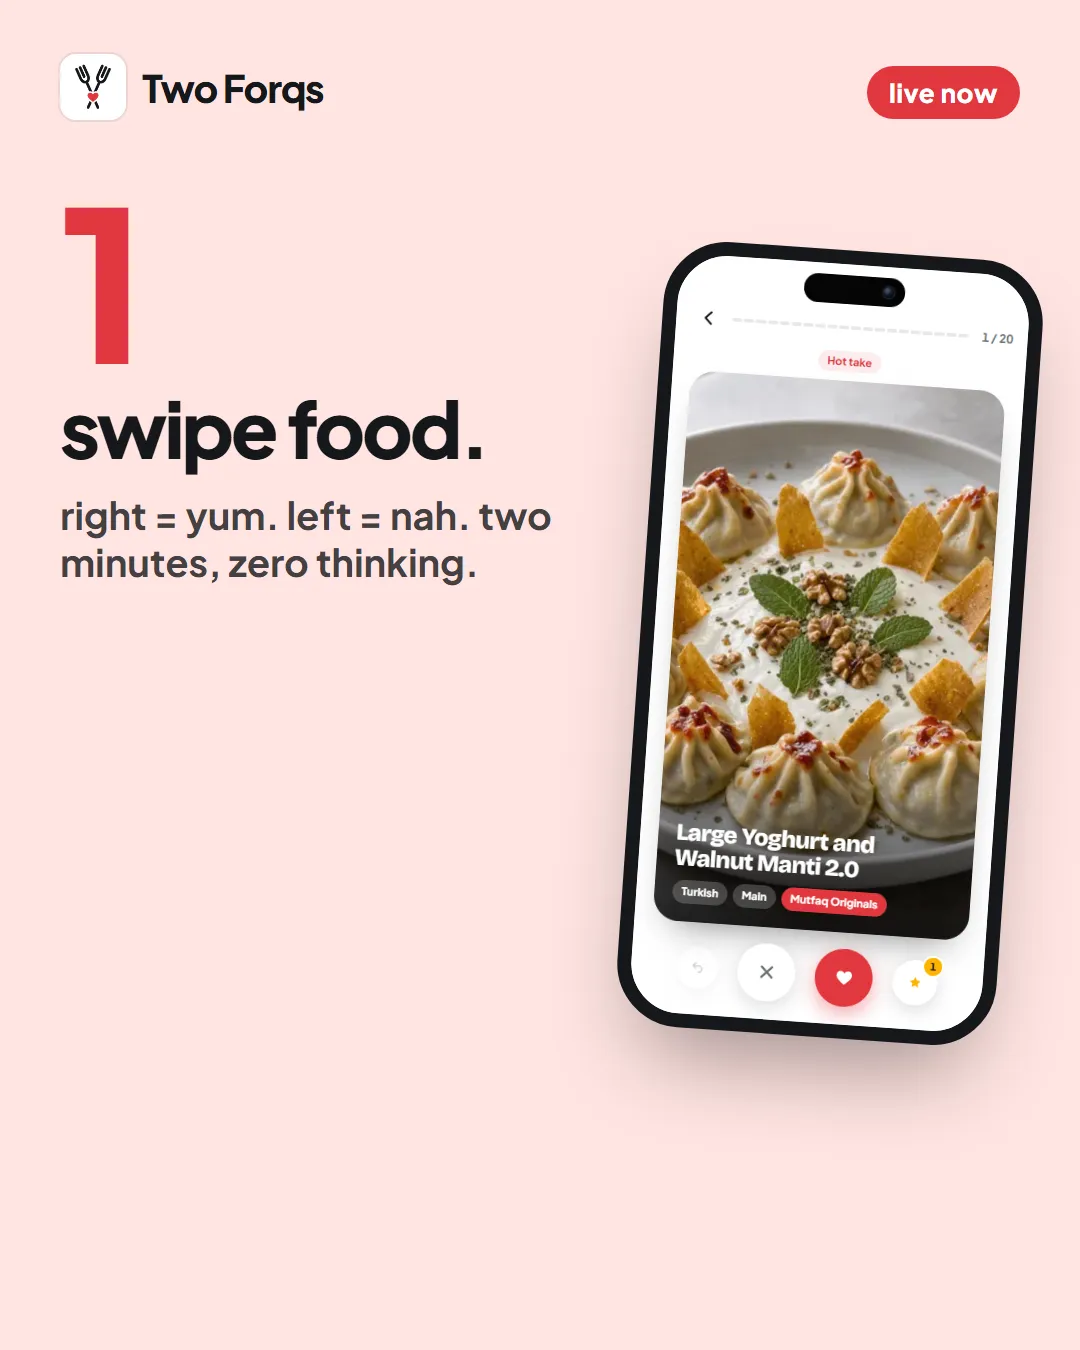 Two Forqs
live now
1
swipe food.
right = yum. left = nah. two
minutes, zero thinking.
1 / 20
Hot take
Large Yoghurt and
Walnut Manti 2.0
Turkish
Main
Mutfaq Originals
1